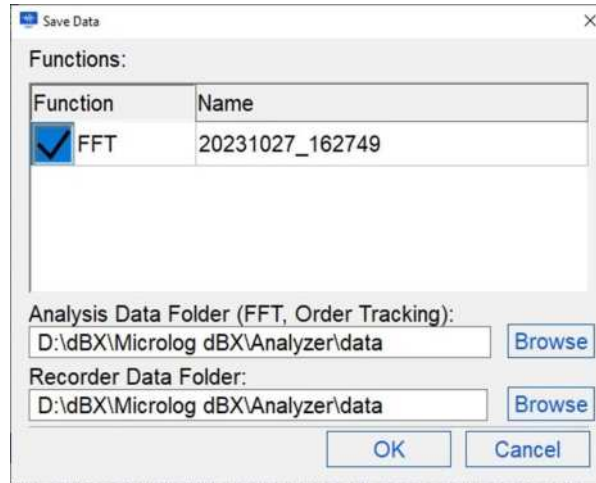 Save Data
Functions:
Function Name
FFT 20231027_162749
Analysis Data Folder (FFT, Order Tracking):
D:\dBX\Microlog dBX\Analyzer\data Browse
Recorder Data Folder:
D:\dBX\Microlog dBX\Analyzer\data Browse
OK Cancel